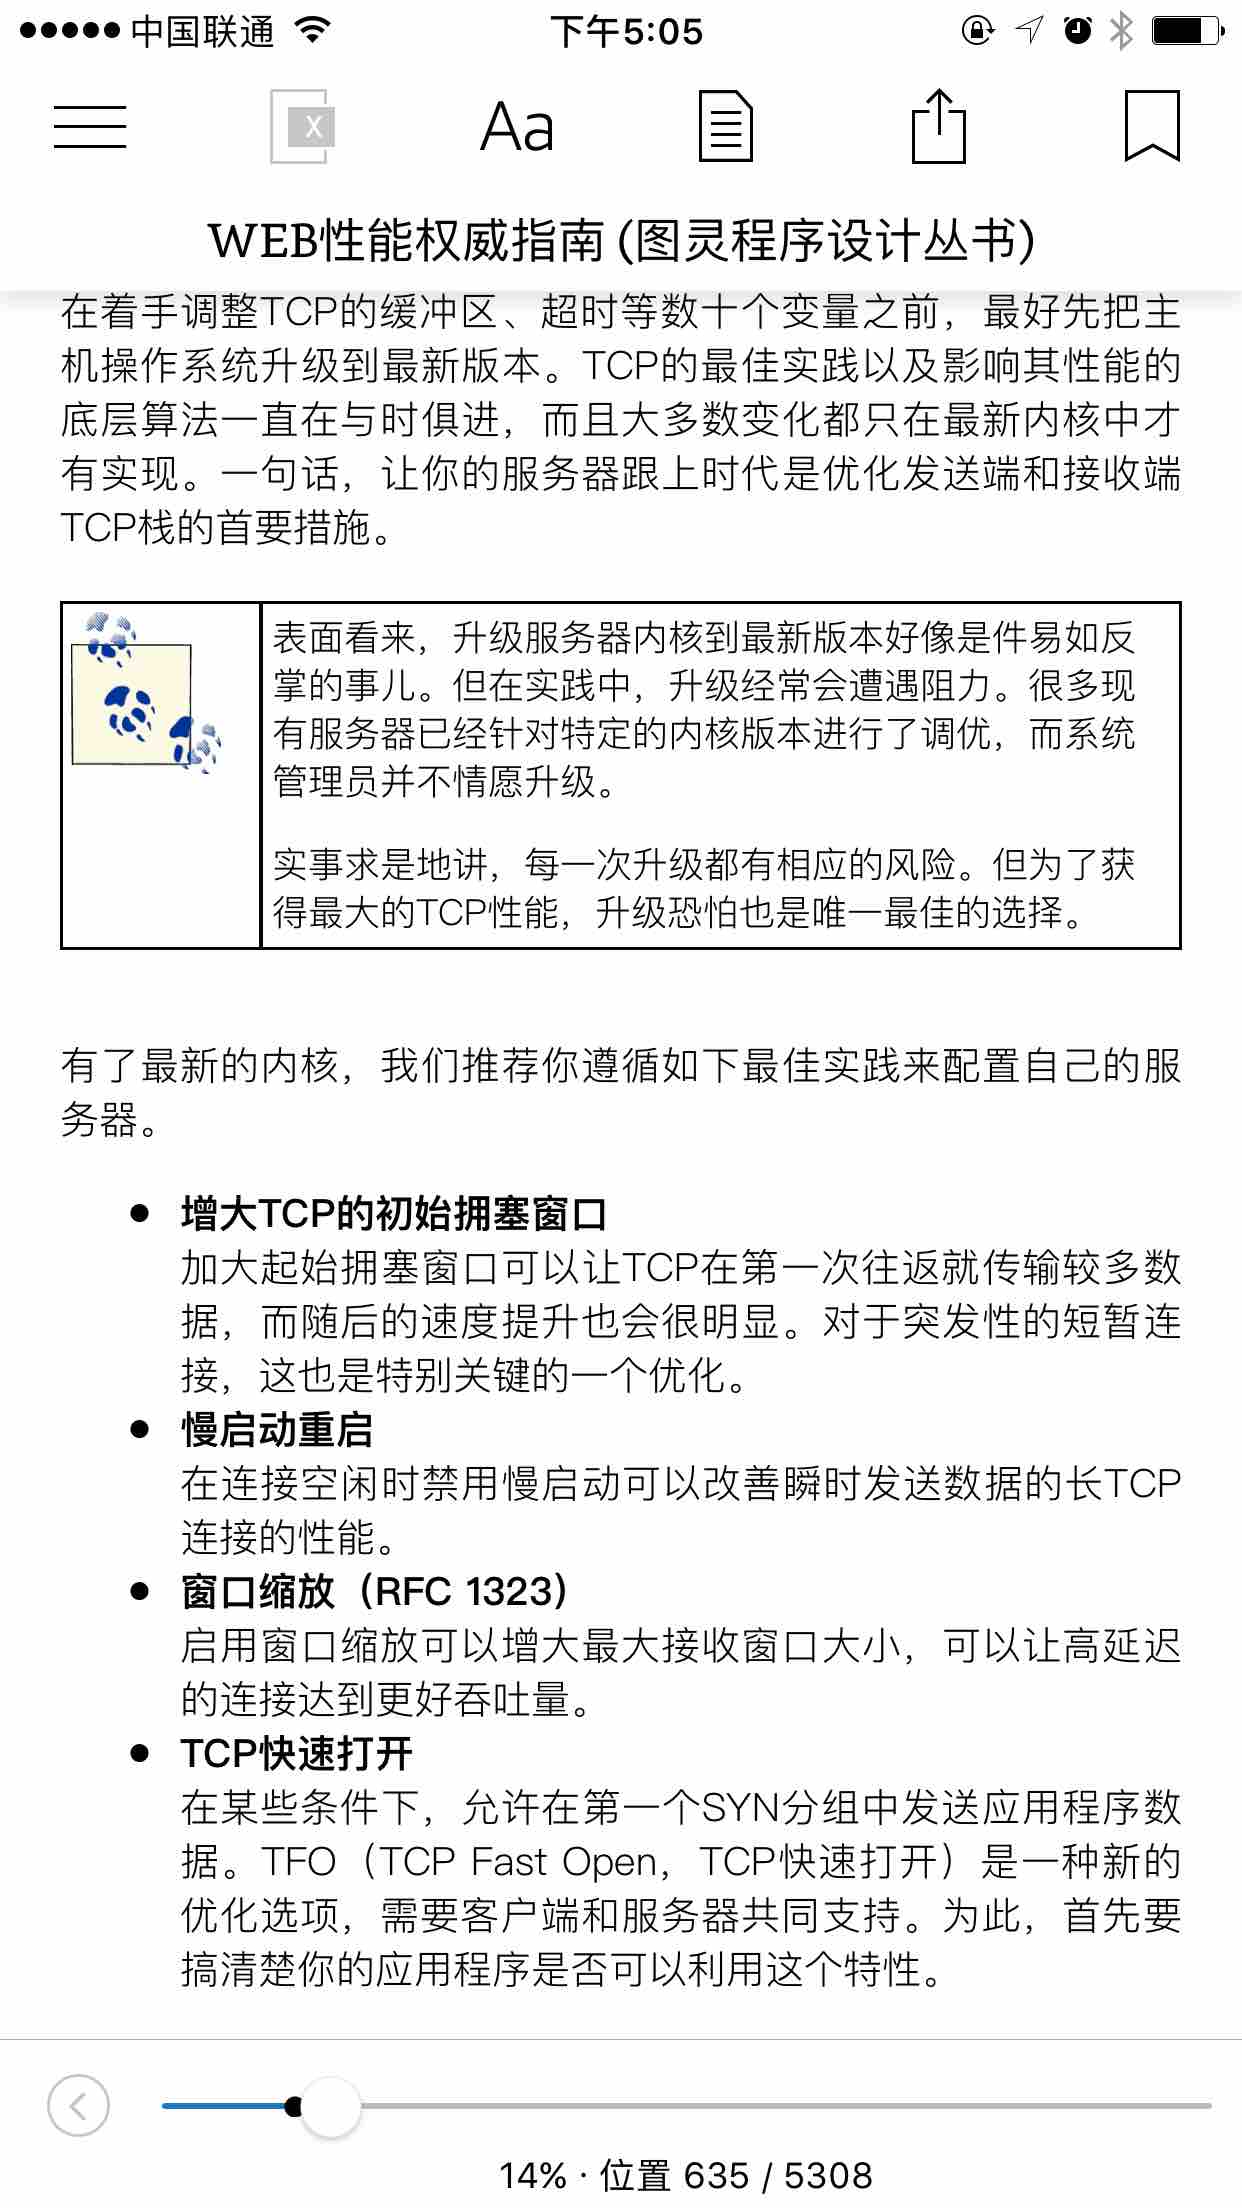 中国联通
下午5:05
X
Aa
WEB性能权威指南 (图灵程序设计丛书)
在着手调整TCP的缓冲区、超时等数十个变量之前，最好先把主
机操作系统升级到最新版本。TCP的最佳实践以及影响其性能的
底层算法一直在与时俱进，而且大多数变化都只在最新内核中才
有实现。一句话，让你的服务器跟上时代是优化发送端和接收端
TCP栈的首要措施。
表面看来，升级服务器内核到最新版本好像是件易如反
掌的事儿。但在实践中，升级经常会遭遇阻力。很多现
有服务器已经针对特定的内核版本进行了调优，而系统
管理员并不情愿升级。
实事求是地讲，每一次升级都有相应的风险。但为了获
得最大的TCP性能，升级恐怕也是唯一最佳的选择。
有了最新的内核，我们推荐你遵循如下最佳实践来配置自己的服
务器。
● 增大TCP的初始拥塞窗口
加大起始拥塞窗口可以让TCP在第一次往返就传输较多数
据，而随后的速度提升也会很明显。对于突发性的短暂连
接，这也是特别关键的一个优化。
● 慢启动重启
在连接空闲时禁用慢启动可以改善瞬时发送数据的长TCP
连接的性能。
● 窗口缩放（RFC 1323）
启用窗口缩放可以增大最大接收窗口大小，可以让高延迟
的连接达到更好吞吐量。
● TCP快速打开
在某些条件下，允许在第一个SYN分组中发送应用程序数
据。TFO（TCP Fast Open，TCP快速打开）是一种新的
优化选项，需要客户端和服务器共同支持。为此，首先要
搞清楚你的应用程序是否可以利用这个特性。
14% · 位置 635 / 5308